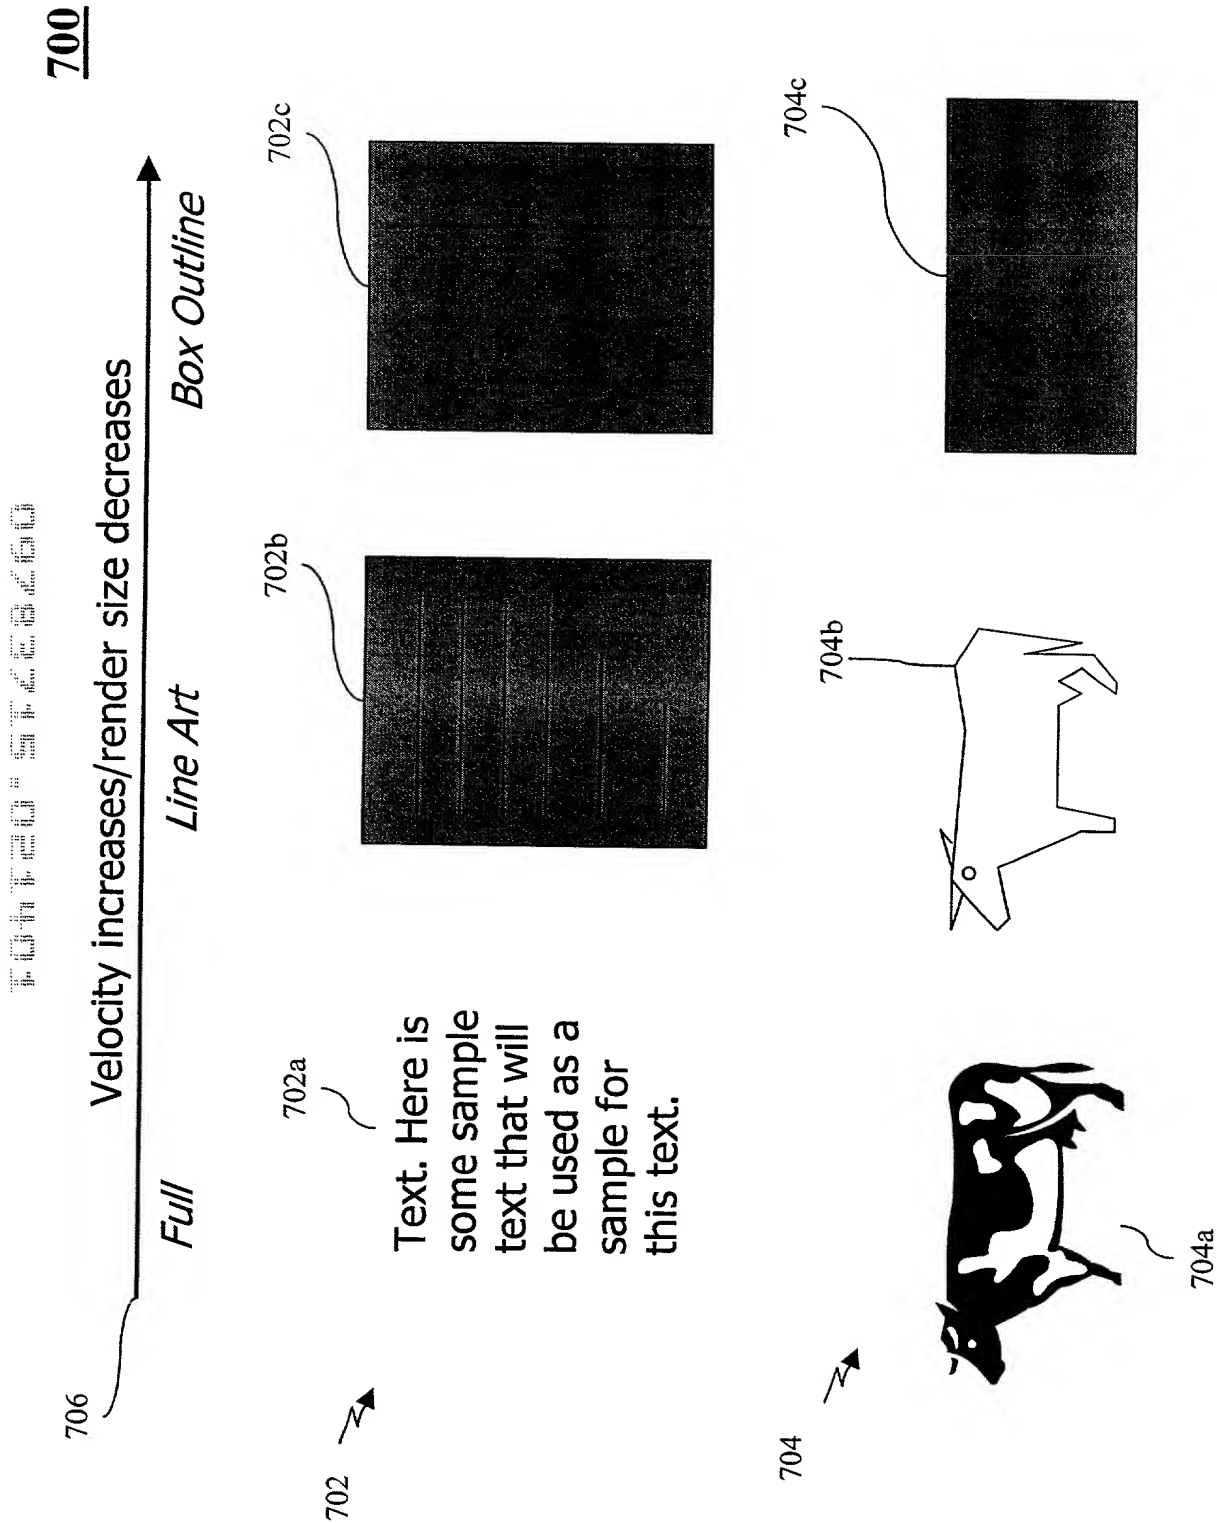 700
Velocity increases/render size decreases
706
Full
Line Art
Box Outline
702
702a
702b
702c
Text. Here is
some sample
text that will
be used as a
sample for
this text.
704
704a
704b
704c